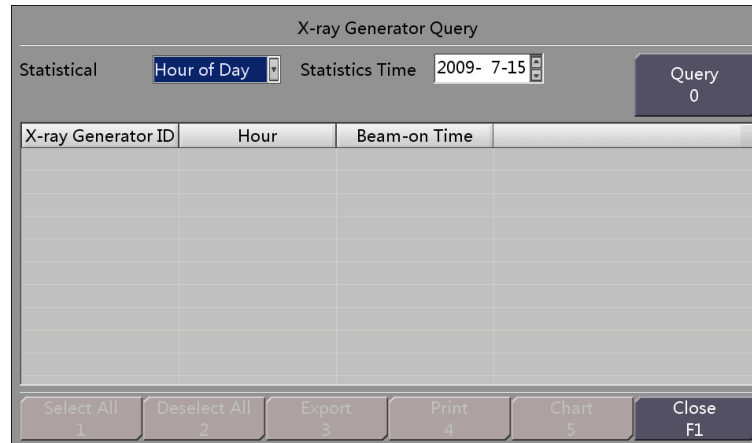 X-ray Generator Query
Statistical Hour of Day Statistics Time 2009- 7-15 Query
0
X-ray Generator ID Hour Beam-on Time
Select All Deselect All Export Print Chart Close
1 2 3 4 5 F1